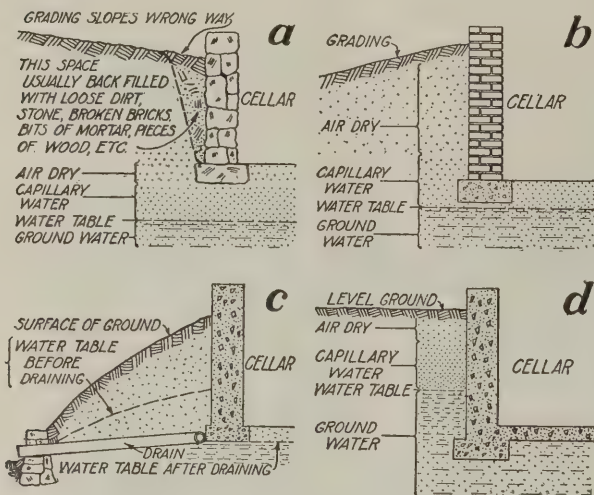 a
GRADING SLOPES WRONG WAY
THIS SPACE
USUALLY BACK FILLED
WITH LOOSE DIRT,
STONE, BROKEN BRICKS,
BITS OF MORTAR, PIECES
OF WOOD, ETC.
CELLAR
AIR DRY
CAPILLARY
WATER
WATER TABLE
GROUND WATER
b
GRADING
CELLAR
AIR DRY
CAPILLARY
WATER
WATER TABLE
GROUND
WATER
c
SURFACE OF GROUND
WATER TABLE
BEFORE
DRAINING
CELLAR
DRAIN
WATER TABLE AFTER DRAINING
d
LEVEL GROUND
AIR DRY
CAPILLARY
WATER
WATER TABLE
CELLAR
GROUND
WATER